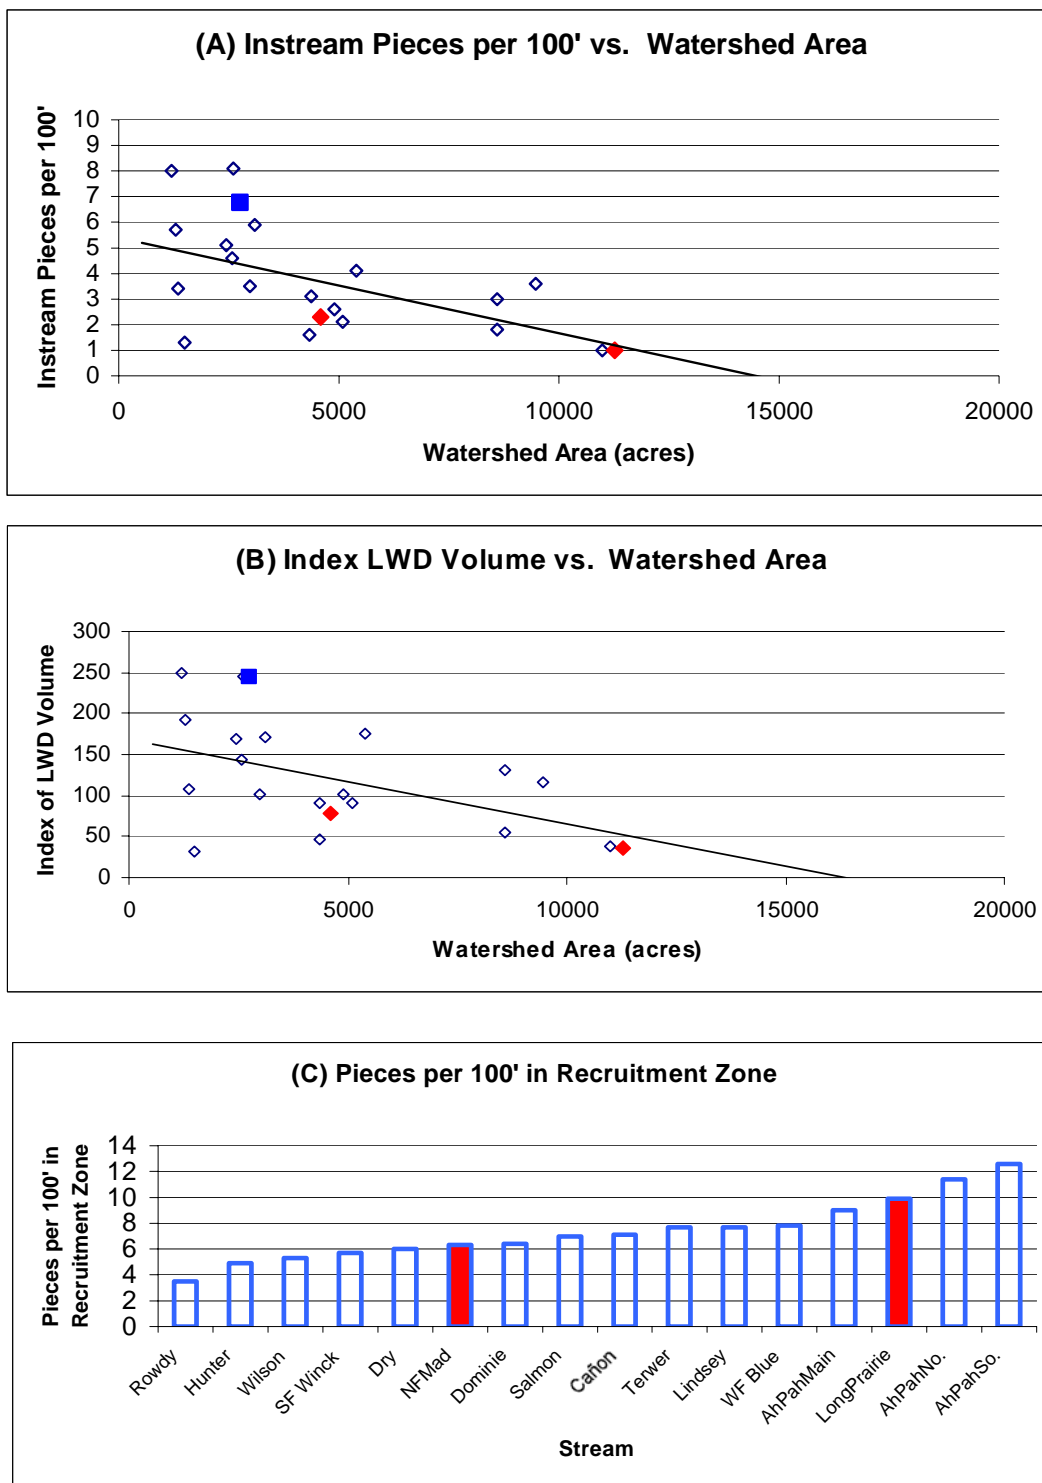 (A) Instream Pieces per 100' vs. Watershed Area
Instream Pieces per 100'
10
9
8
7
6
5
4
3
2
1
0
0 5000 10000 15000 20000
Watershed Area (acres)
(B) Index LWD Volume vs. Watershed Area
Index of LWD Volume
300
250
200
150
100
50
0
0 5000 10000 15000 20000
Watershed Area (acres)
(C) Pieces per 100' in Recruitment Zone
Pieces per 100' in
Recruitment Zone
14
12
10
8
6
4
2
0
Rowdy
Hunter
Wilson
SF Winck
Dry
NFMad
Dominie
Salmon
Cañon
Terwer
Lindsey
WF Blue
AhPahMain
LongPrairie
AhPahNo.
AhPahSo.
Stream